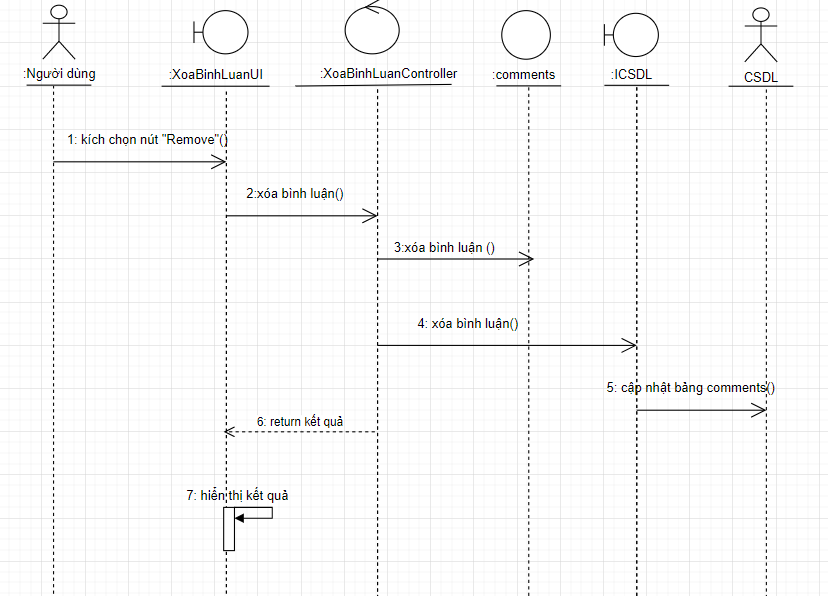 :Người dùng
:XoaBinhLuanUI
:XoaBinhLuanController
:comments
:ICSDL
CSDL
1: kích chọn nút "Remove"()
2:xóa bình luận()
3:xóa bình luận ()
4: xóa bình luận()
5: cập nhật bảng comments()
6: return kết quả
7: hiển thị kết quả